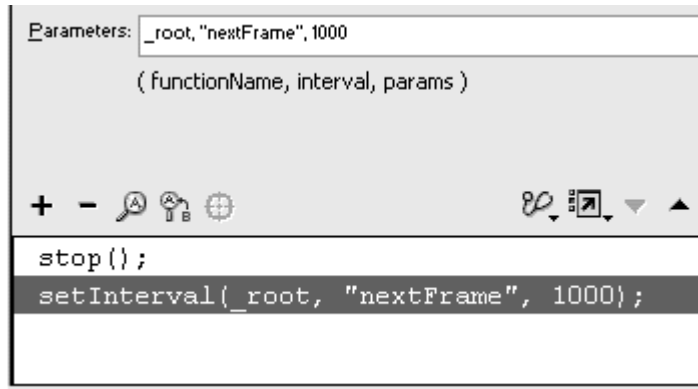 Parameters: _root, "nextFrame", 1000
( functionName, interval, params )
stop();
setInterval(_root, "nextFrame", 1000);